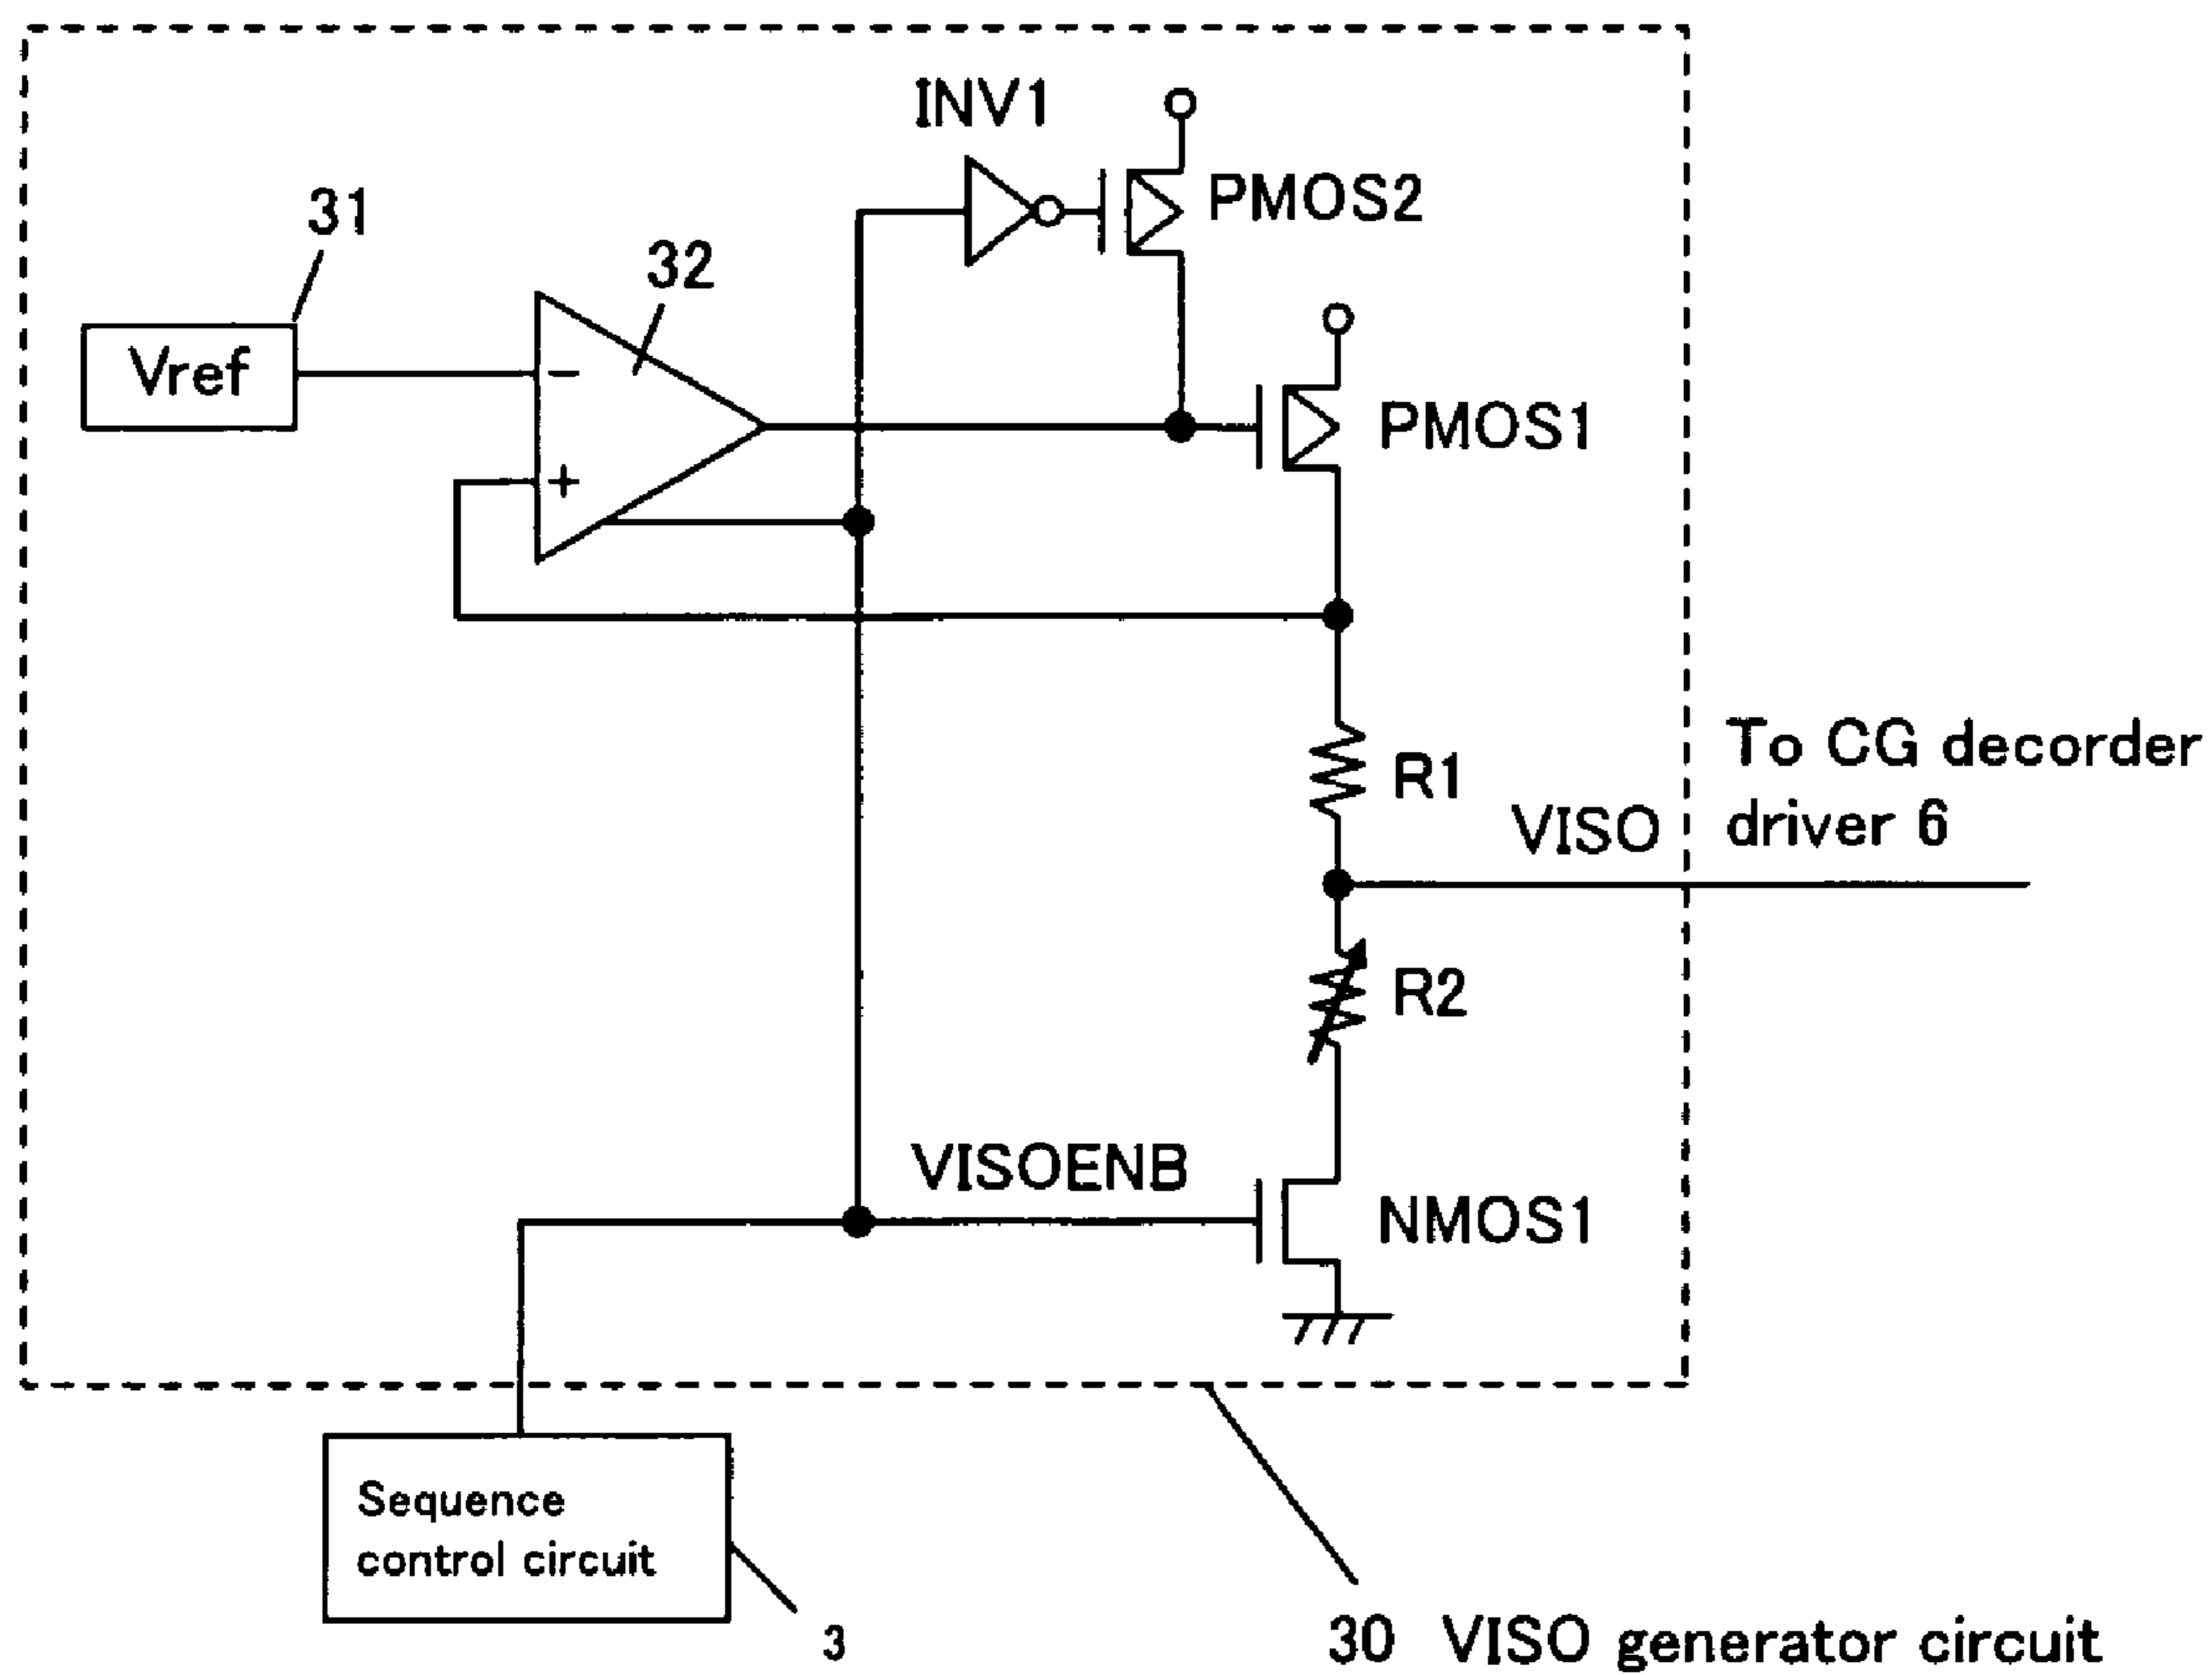 INV1
PMOS2
31
32
Vref
−
+
PMOS1
R1
To CG decorder
driver 6
VISO
R2
VISOENB
NMOS1
Sequence
control circuit
3
30 VISO generator circuit